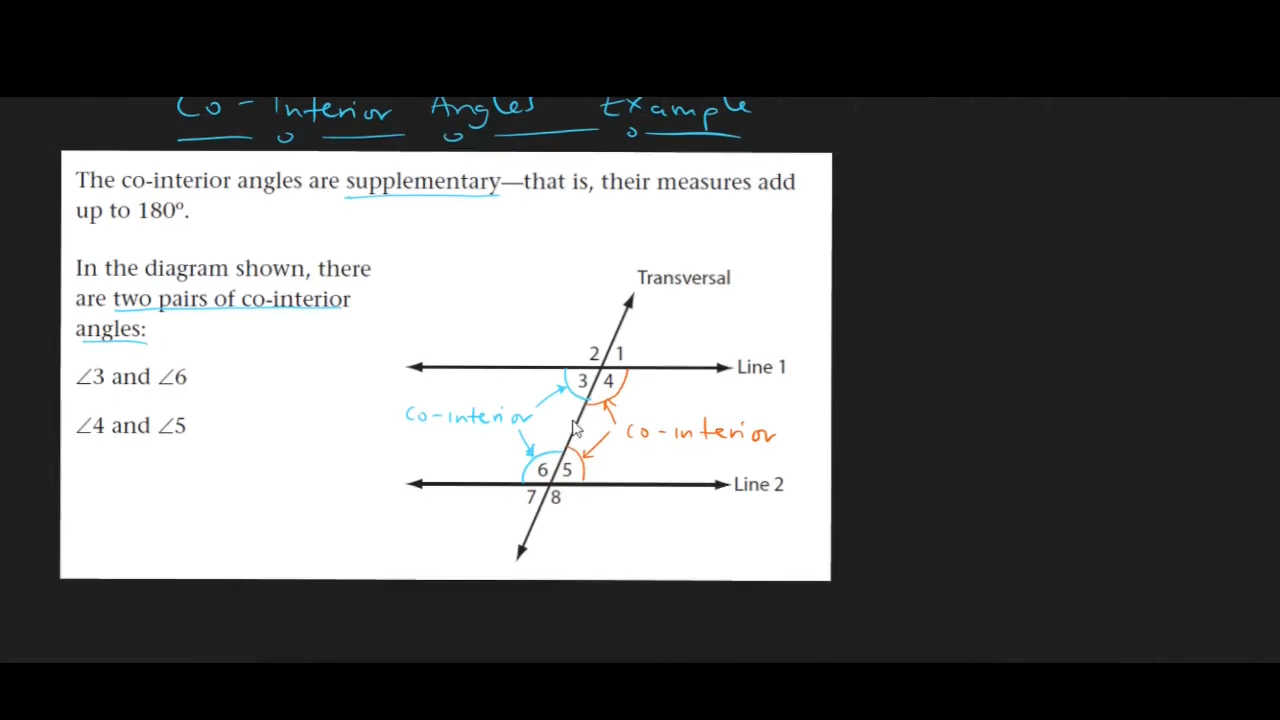 Co - Interior Angles Example
The co-interior angles are supplementary—that is, their measures add
up to 180º.
In the diagram shown, there
are two pairs of co-interior
angles:
∠3 and ∠6
∠4 and ∠5
Transversal
2 1
Line 1
3 4
co-interior
co-interior
6 5
Line 2
7 8